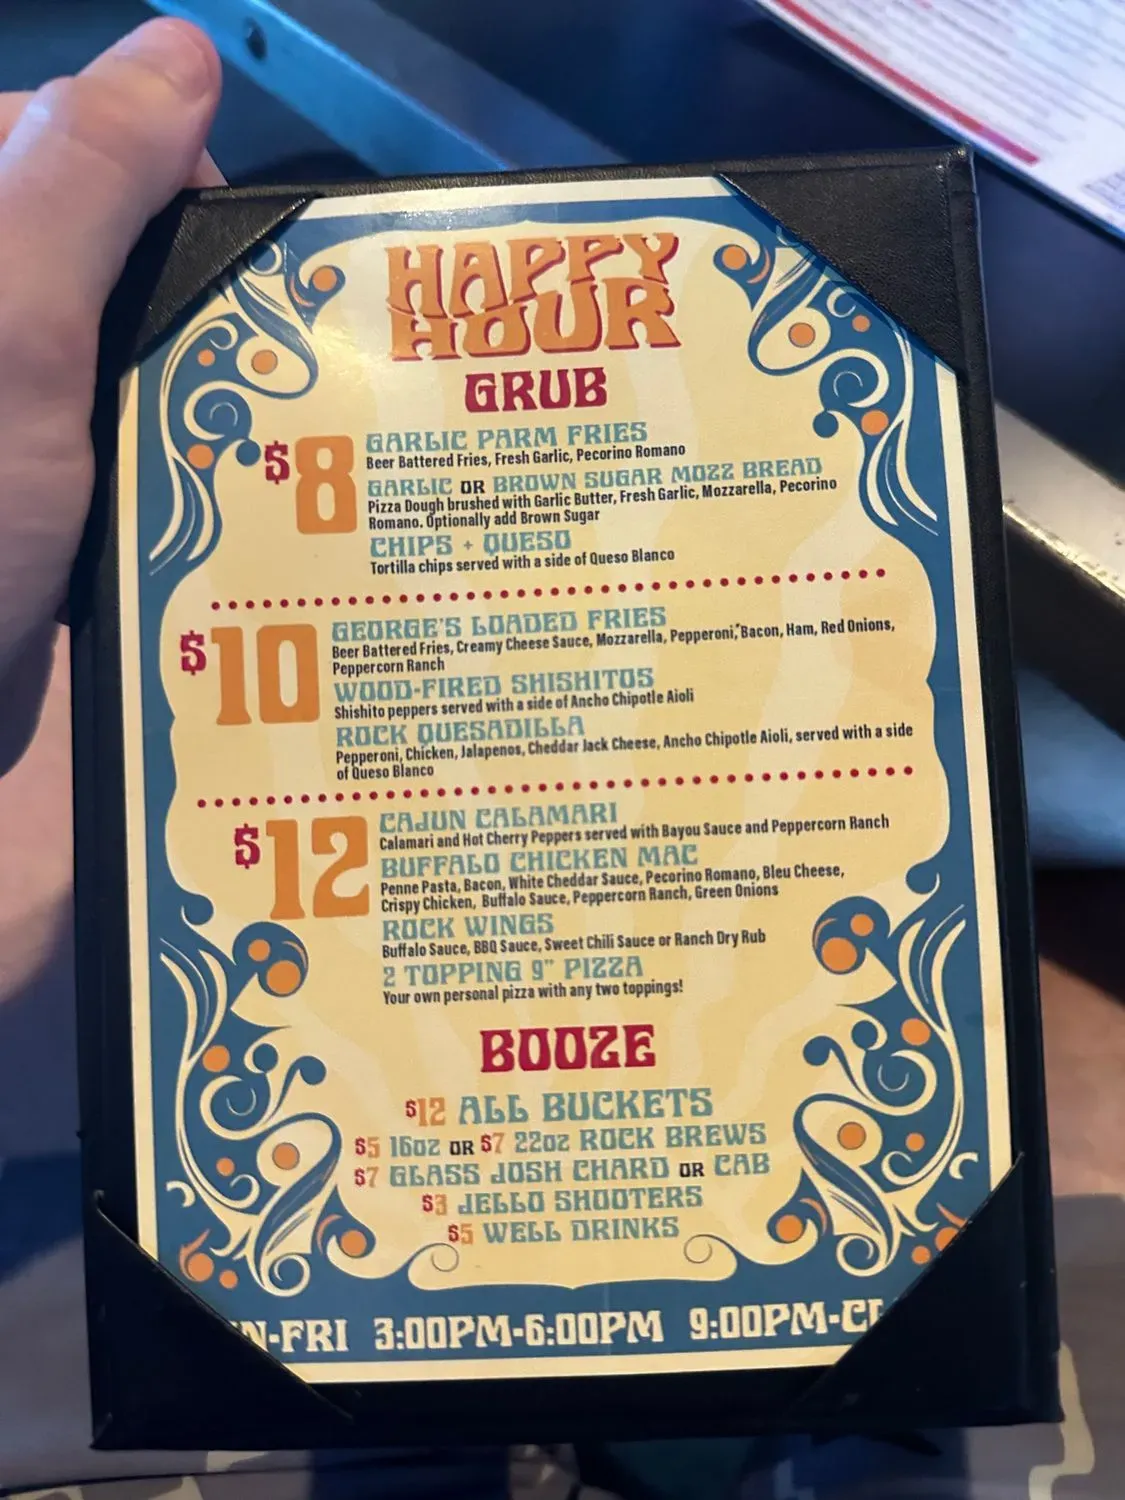 HAPPY
HOUR
GRUB
$8
GARLIC PARM FRIES
Beer Battered Fries, Fresh Garlic, Pecorino Romano
GARLIC OR BROWN SUGAR MOZZ BREAD
Pizza Dough brushed with Garlic Butter, Fresh Garlic, Mozzarella, Pecorino
Romano. Optionally add Brown Sugar
CHIPS + QUESO
Tortilla chips served with a side of Queso Blanco
$10
GEORGE'S LOADED FRIES
Beer Battered Fries, Creamy Cheese Sauce, Mozzarella, Pepperoni, Bacon, Ham, Red Onions,
Peppercorn Ranch
WOOD-FIRED SHISHITOS
Shishito peppers served with a side of Ancho Chipotle Aioli
ROCK QUESADILLA
Pepperoni, Chicken, Jalapenos, Cheddar Jack Cheese, Ancho Chipotle Aioli, served with a side
of Queso Blanco
$12
CAJUN CALAMARI
Calamari and Hot Cherry Peppers served with Bayou Sauce and Peppercorn Ranch
BUFFALO CHICKEN MAC
Penne Pasta, Bacon, White Cheddar Sauce, Pecorino Romano, Bleu Cheese,
Crispy Chicken, Buffalo Sauce, Peppercorn Ranch, Green Onions
ROCK WINGS
Buffalo Sauce, BBQ Sauce, Sweet Chili Sauce or Ranch Dry Rub
2 TOPPING 9" PIZZA
Your own personal pizza with any two toppings!
BOOZE
$12 ALL BUCKETS
$5 16OZ OR $7 22OZ ROCK BREWS
$7 GLASS JOSH CHARD OR CAB
$3 JELLO SHOOTERS
$5 WELL DRINKS
N-FRI 3:00PM-6:00PM 9:00PM-CL